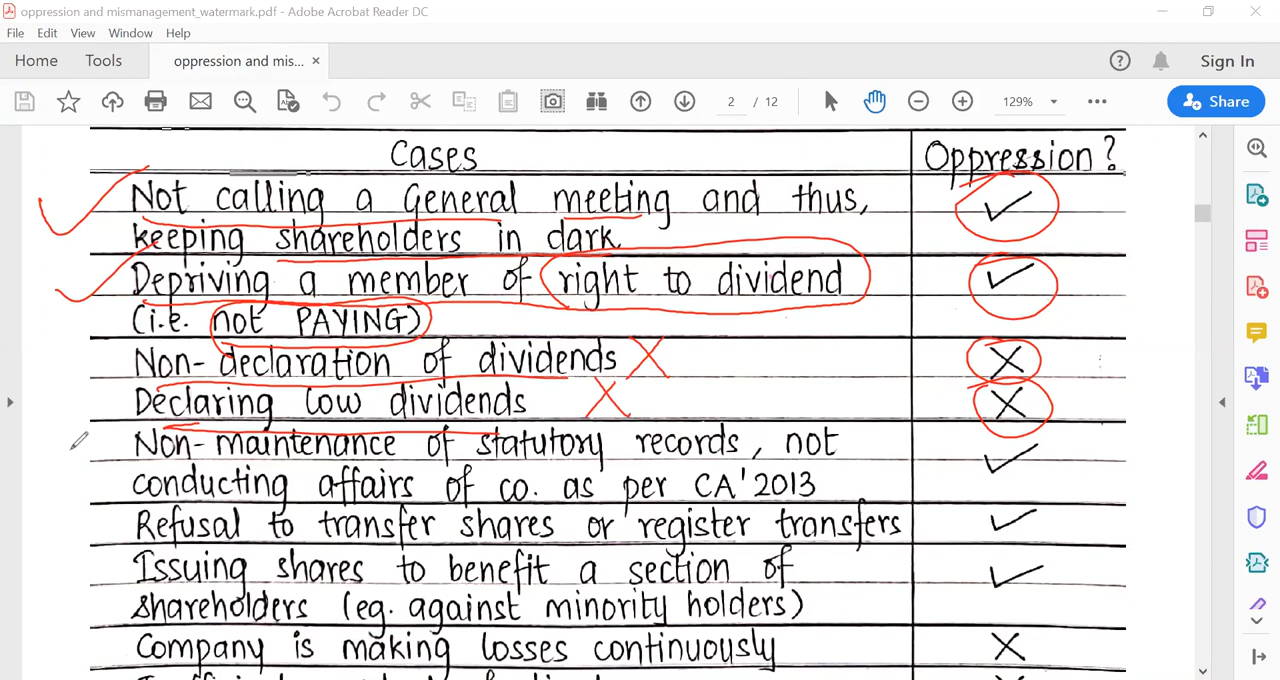 oppression and mismanagement_watermark.pdf - Adobe Acrobat Reader DC
File Edit View Window Help
Home Tools oppression and mis... × Sign In
2 / 12 129% Share
Cases Oppression?
Not calling a General meeting and thus,
keeping shareholders in dark
Depriving a member of right to dividend
(i.e. not PAYING)
Non-declaration of dividends
Declaring low dividends
Non-maintenance of statutory records, not
conducting affairs of co. as per CA'2013
Refusal to transfer shares or register transfers
Issuing shares to benefit a section of
shareholders (eg. against minority holders)
Company is making losses continuously